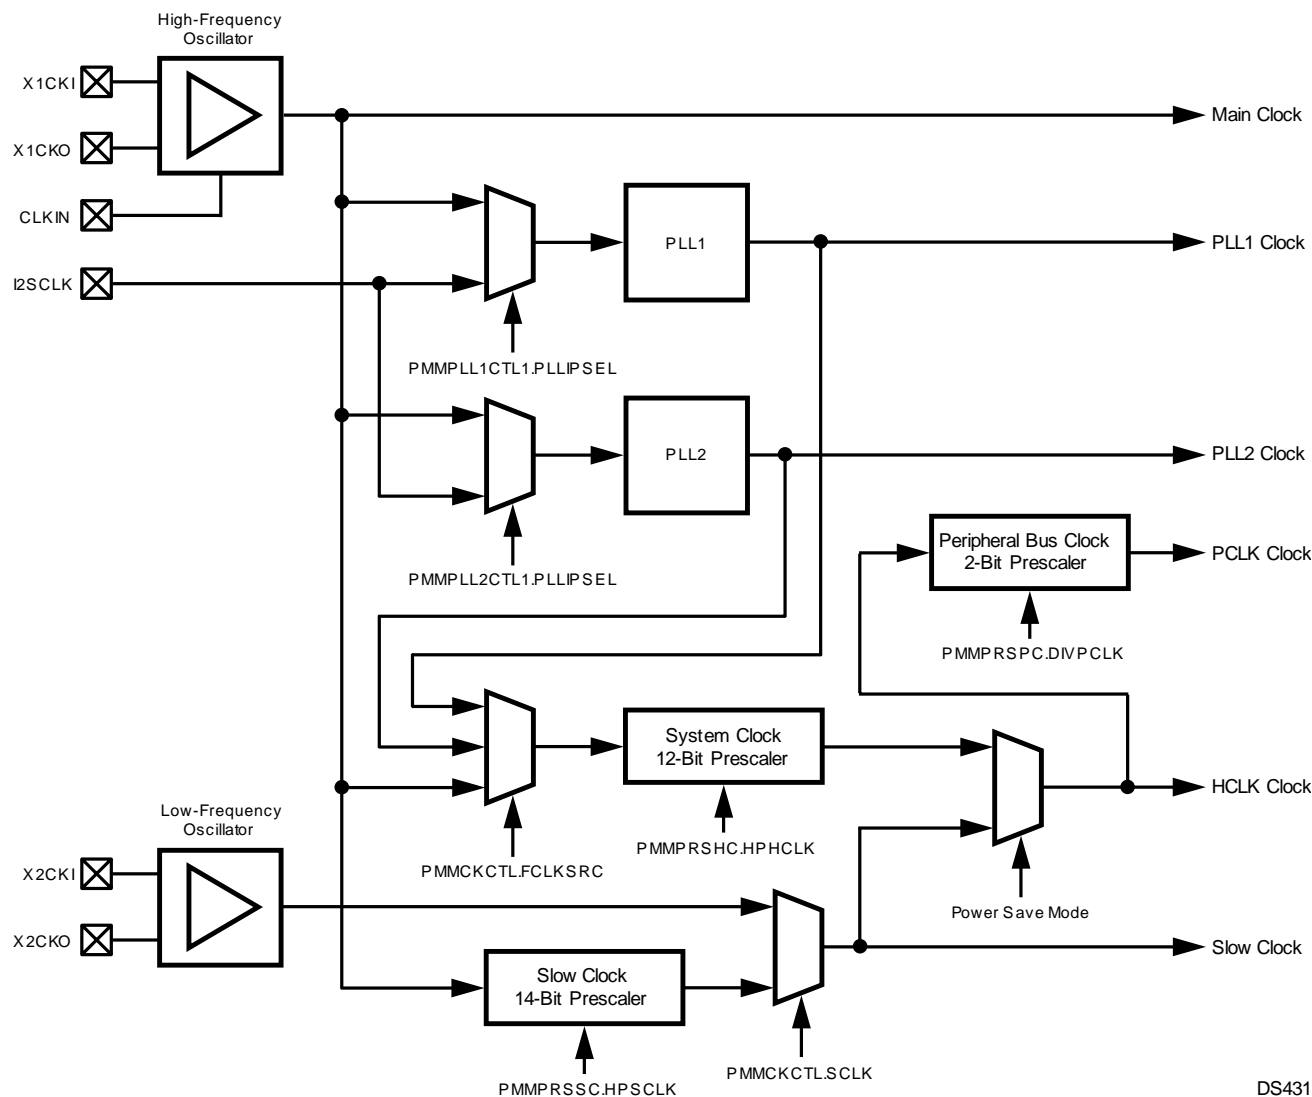 High-Frequency
Oscillator
X1CKI
Main Clock
X1CKO
CLKIN
PLL1
PLL1 Clock
I2SCLK
PMMPLL1CTL1.PLLIPSEL
PLL2
PLL2 Clock
Peripheral Bus Clock
2-Bit Prescaler
PCLK Clock
PMMPLL2CTL1.PLLIPSEL
PMMPRSPC.DIVPCLK
System Clock
12-Bit Prescaler
HCLK Clock
Low-Frequency
Oscillator
PMMPRSHC.HPHCLK
X2CKI
PMMCKCTL.FCLKSRC
Power Save Mode
X2CKO
Slow Clock
Slow Clock
14-Bit Prescaler
PMMCKCTL.SCLK
PMMPRSSC.HPSCLK
DS431